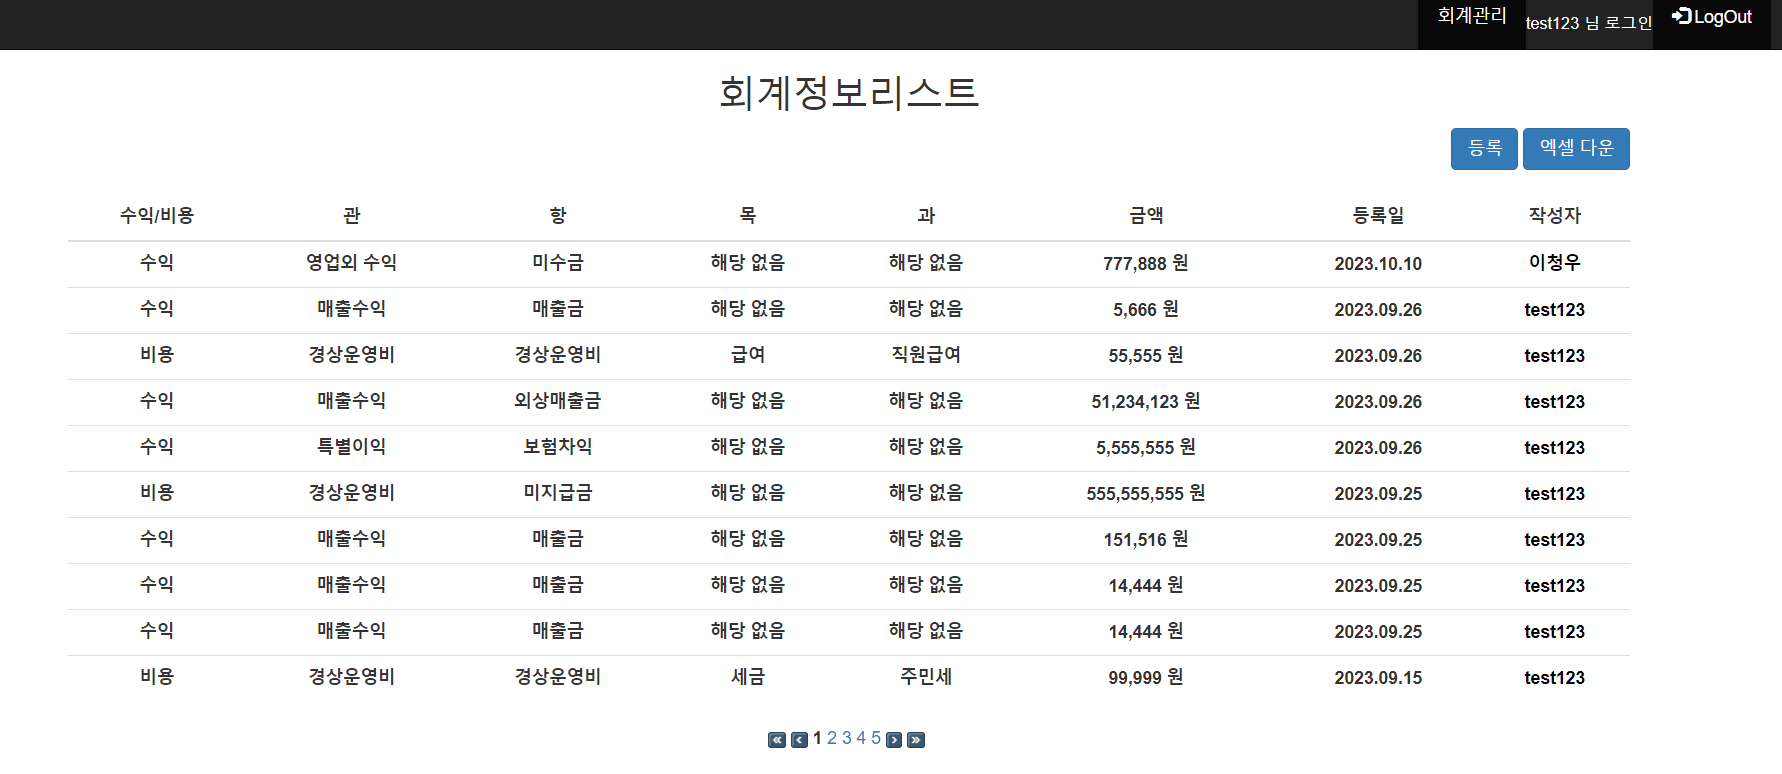 회계관리 test123 님 로그인 LogOut
회계정보리스트
등록 엑셀 다운
수익/비용 관 항 목 과 금액 등록일 작성자
수익 영업외 수익 미수금 해당 없음 해당 없음 777,888 원 2023.10.10 이청우
수익 매출수익 매출금 해당 없음 해당 없음 5,666 원 2023.09.26 test123
비용 경상운영비 경상운영비 급여 직원급여 55,555 원 2023.09.26 test123
수익 매출수익 외상매출금 해당 없음 해당 없음 51,234,123 원 2023.09.26 test123
수익 특별이익 보험차익 해당 없음 해당 없음 5,555,555 원 2023.09.26 test123
비용 경상운영비 미지급금 해당 없음 해당 없음 555,555,555 원 2023.09.25 test123
수익 매출수익 매출금 해당 없음 해당 없음 151,516 원 2023.09.25 test123
수익 매출수익 매출금 해당 없음 해당 없음 14,444 원 2023.09.25 test123
수익 매출수익 매출금 해당 없음 해당 없음 14,444 원 2023.09.25 test123
비용 경상운영비 경상운영비 세금 주민세 99,999 원 2023.09.15 test123
« ‹ 1 2 3 4 5 › »